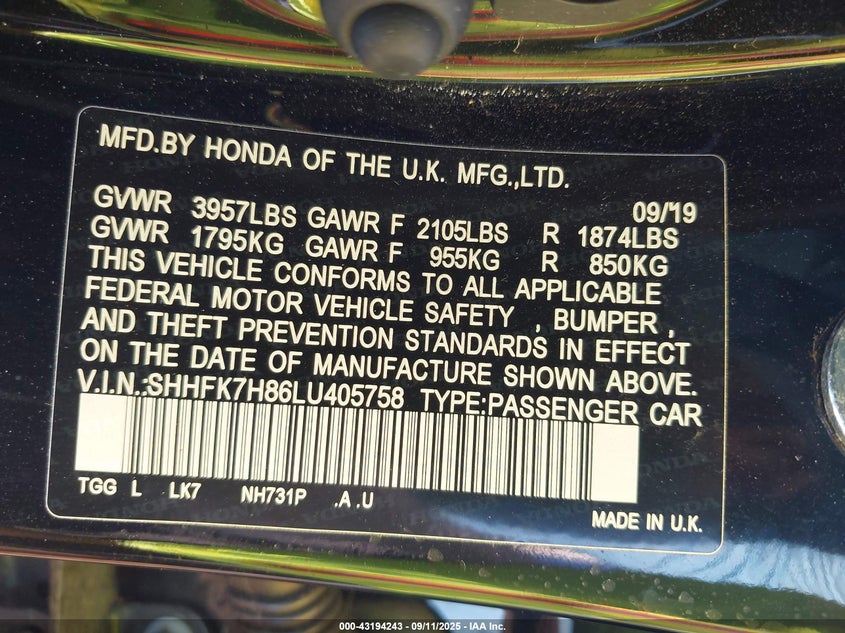 MFD.BY HONDA OF THE U.K. MFG.,LTD.
09/'19
GVWR 3957LBS GAWR F 2105LBS R 1874LBS
GVWR 1795KG GAWR F 955KG R 850KG
THIS VEHICLE CONFORMS TO ALL APPLICABLE
FEDERAL MOTOR VEHICLE SAFETY , BUMPER ,
AND THEFT PREVENTION STANDARDS IN EFFECT
ON THE DATE OF MANUFACTURE SHOWN ABOVE.
V.I.N.:SHHFK7H86LU405758 TYPE:PASSENGER CAR
TGG L LK7 NH731P .A .U
MADE IN U.K.
000-43194243 - 09/11/2025 - IAA Inc.